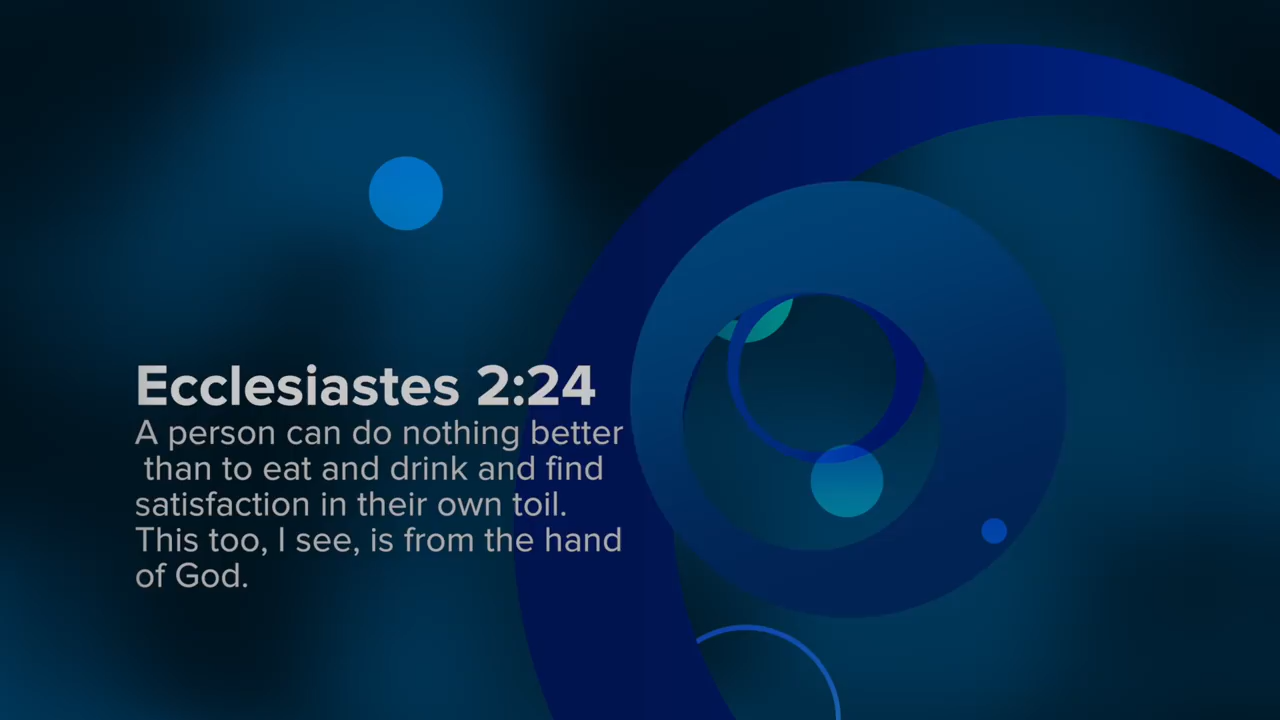 Ecclesiastes 2:24
A person can do nothing better
than to eat and drink and find
satisfaction in their own toil.
This too, I see, is from the hand
of God.